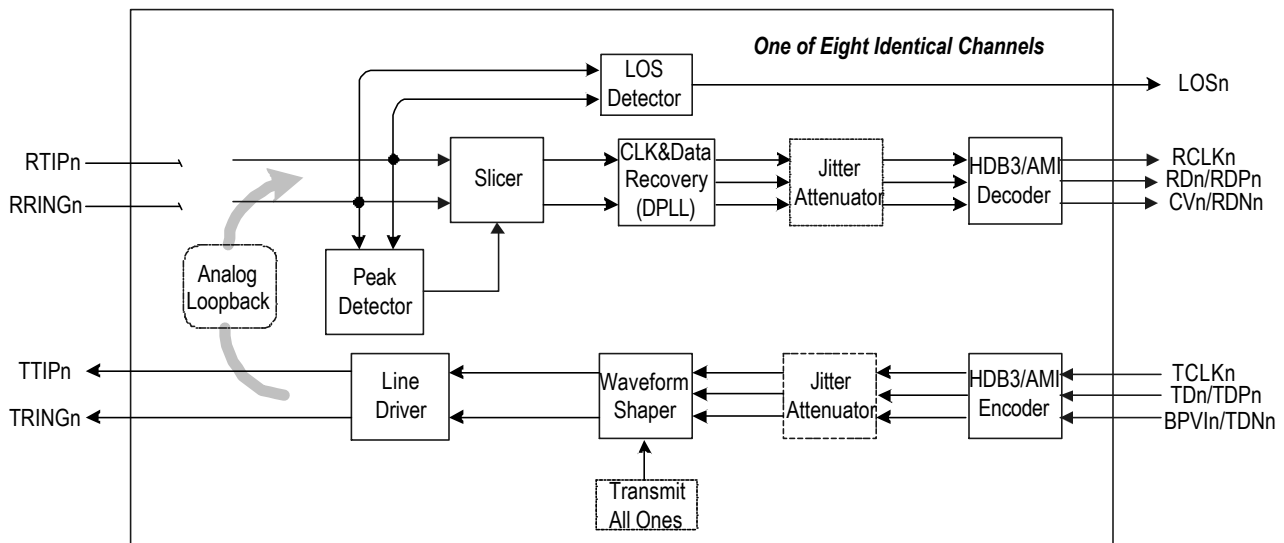 One of Eight Identical Channels
LOS
Detector
LOSn
RTIPn
RRINGn
Slicer
CLK&Data
Recovery
(DPLL)
Jitter
Attenuator
HDB3/AMI
Decoder
RCLKn
RDn/RDPn
CVn/RDNn
Analog
Loopback
Peak
Detector
TTIPn
TRINGn
Line
Driver
Waveform
Shaper
Jitter
Attenuator
HDB3/AMI
Encoder
TCLKn
TDn/TDPn
BPVIn/TDNn
Transmit
All Ones